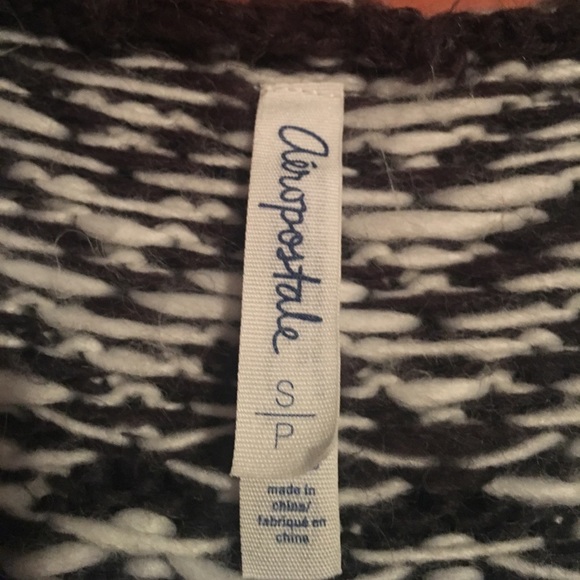 Aéropostale S|P
made in
china/
fabriqué en
chine